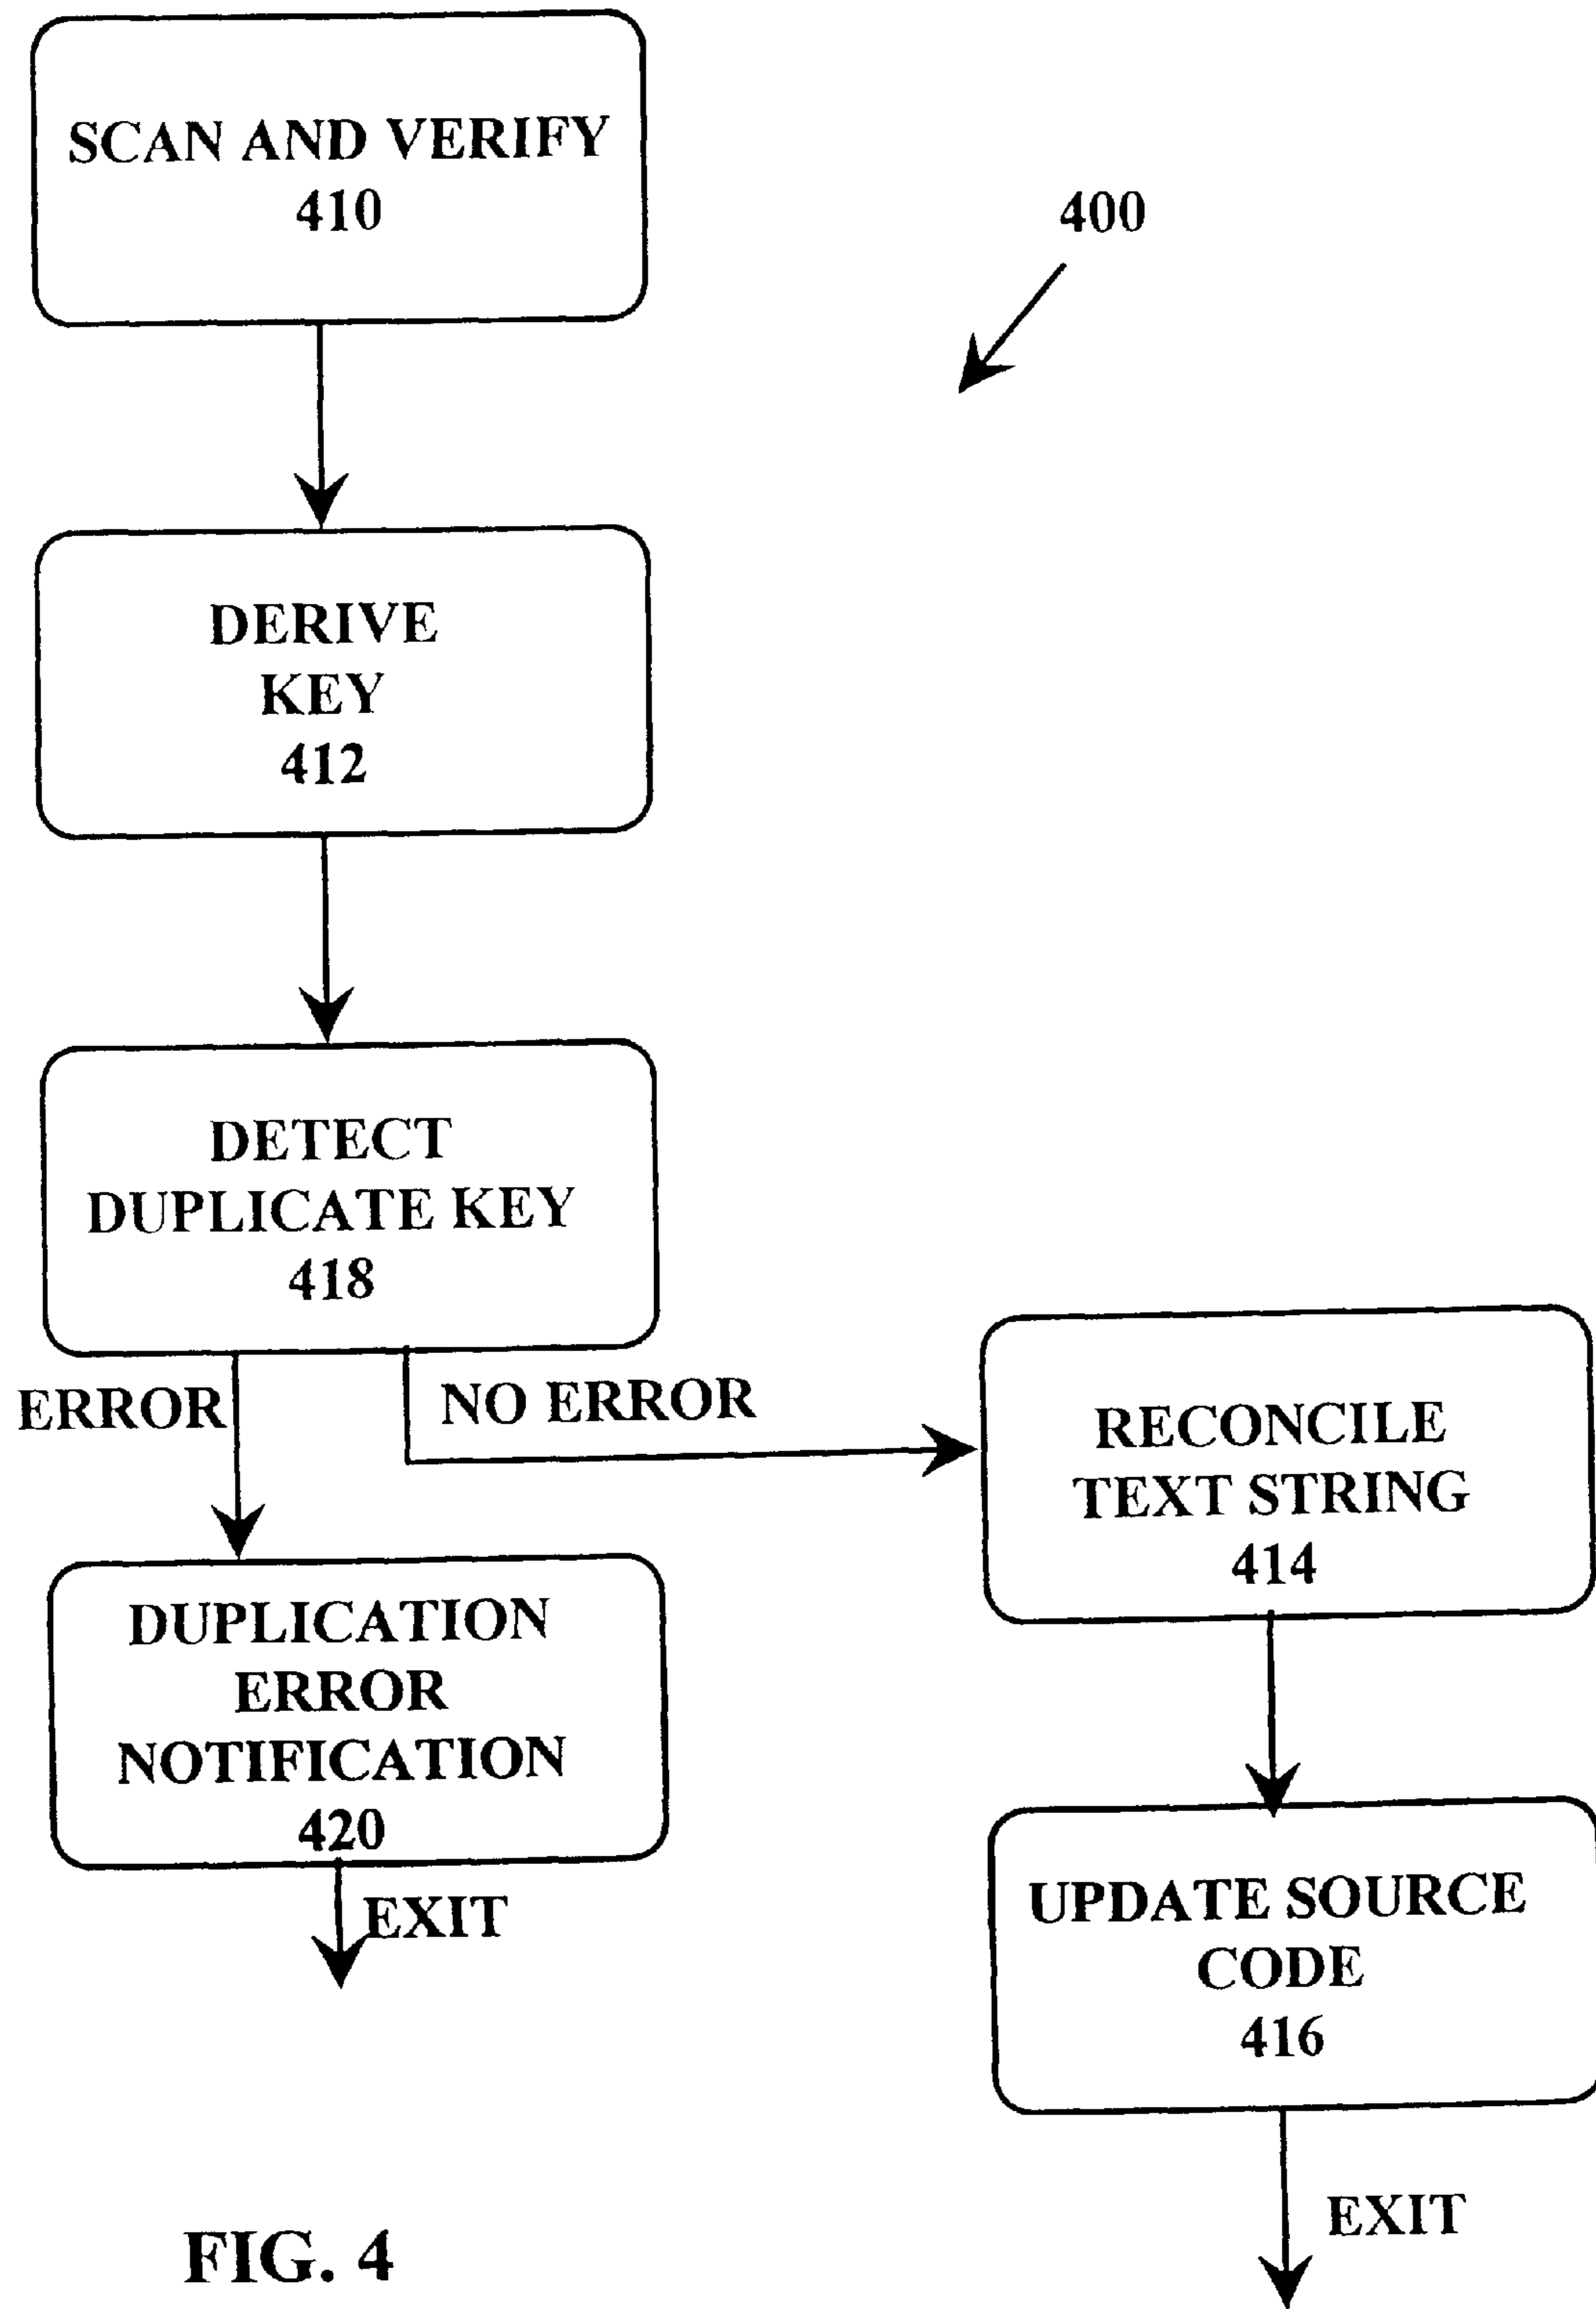 SCAN AND VERIFY
410
400
DERIVE
KEY
412
DETECT
DUPLICATE KEY
418
ERROR
NO ERROR
RECONCILE
TEXT STRING
414
DUPLICATION
ERROR
NOTIFICATION
420
EXIT
UPDATE SOURCE
CODE
416
EXIT
FIG. 4